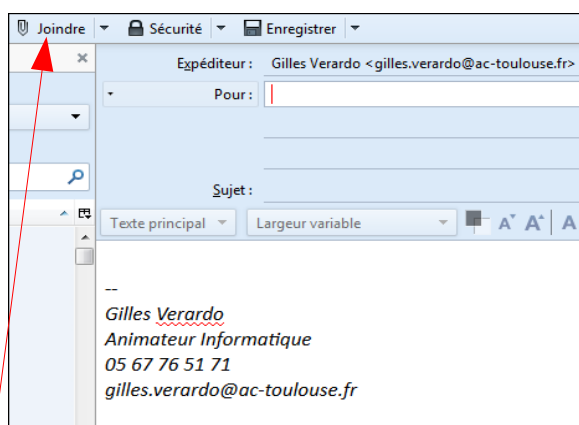 Joindre Sécurité Enregistrer
Expéditeur : Gilles Verardo <gilles.verardo@ac-toulouse.fr>
Pour :
Sujet :
Texte principal Largeur variable A A A
--
Gilles Verardo
Animateur Informatique
05 67 76 51 71
gilles.verardo@ac-toulouse.fr